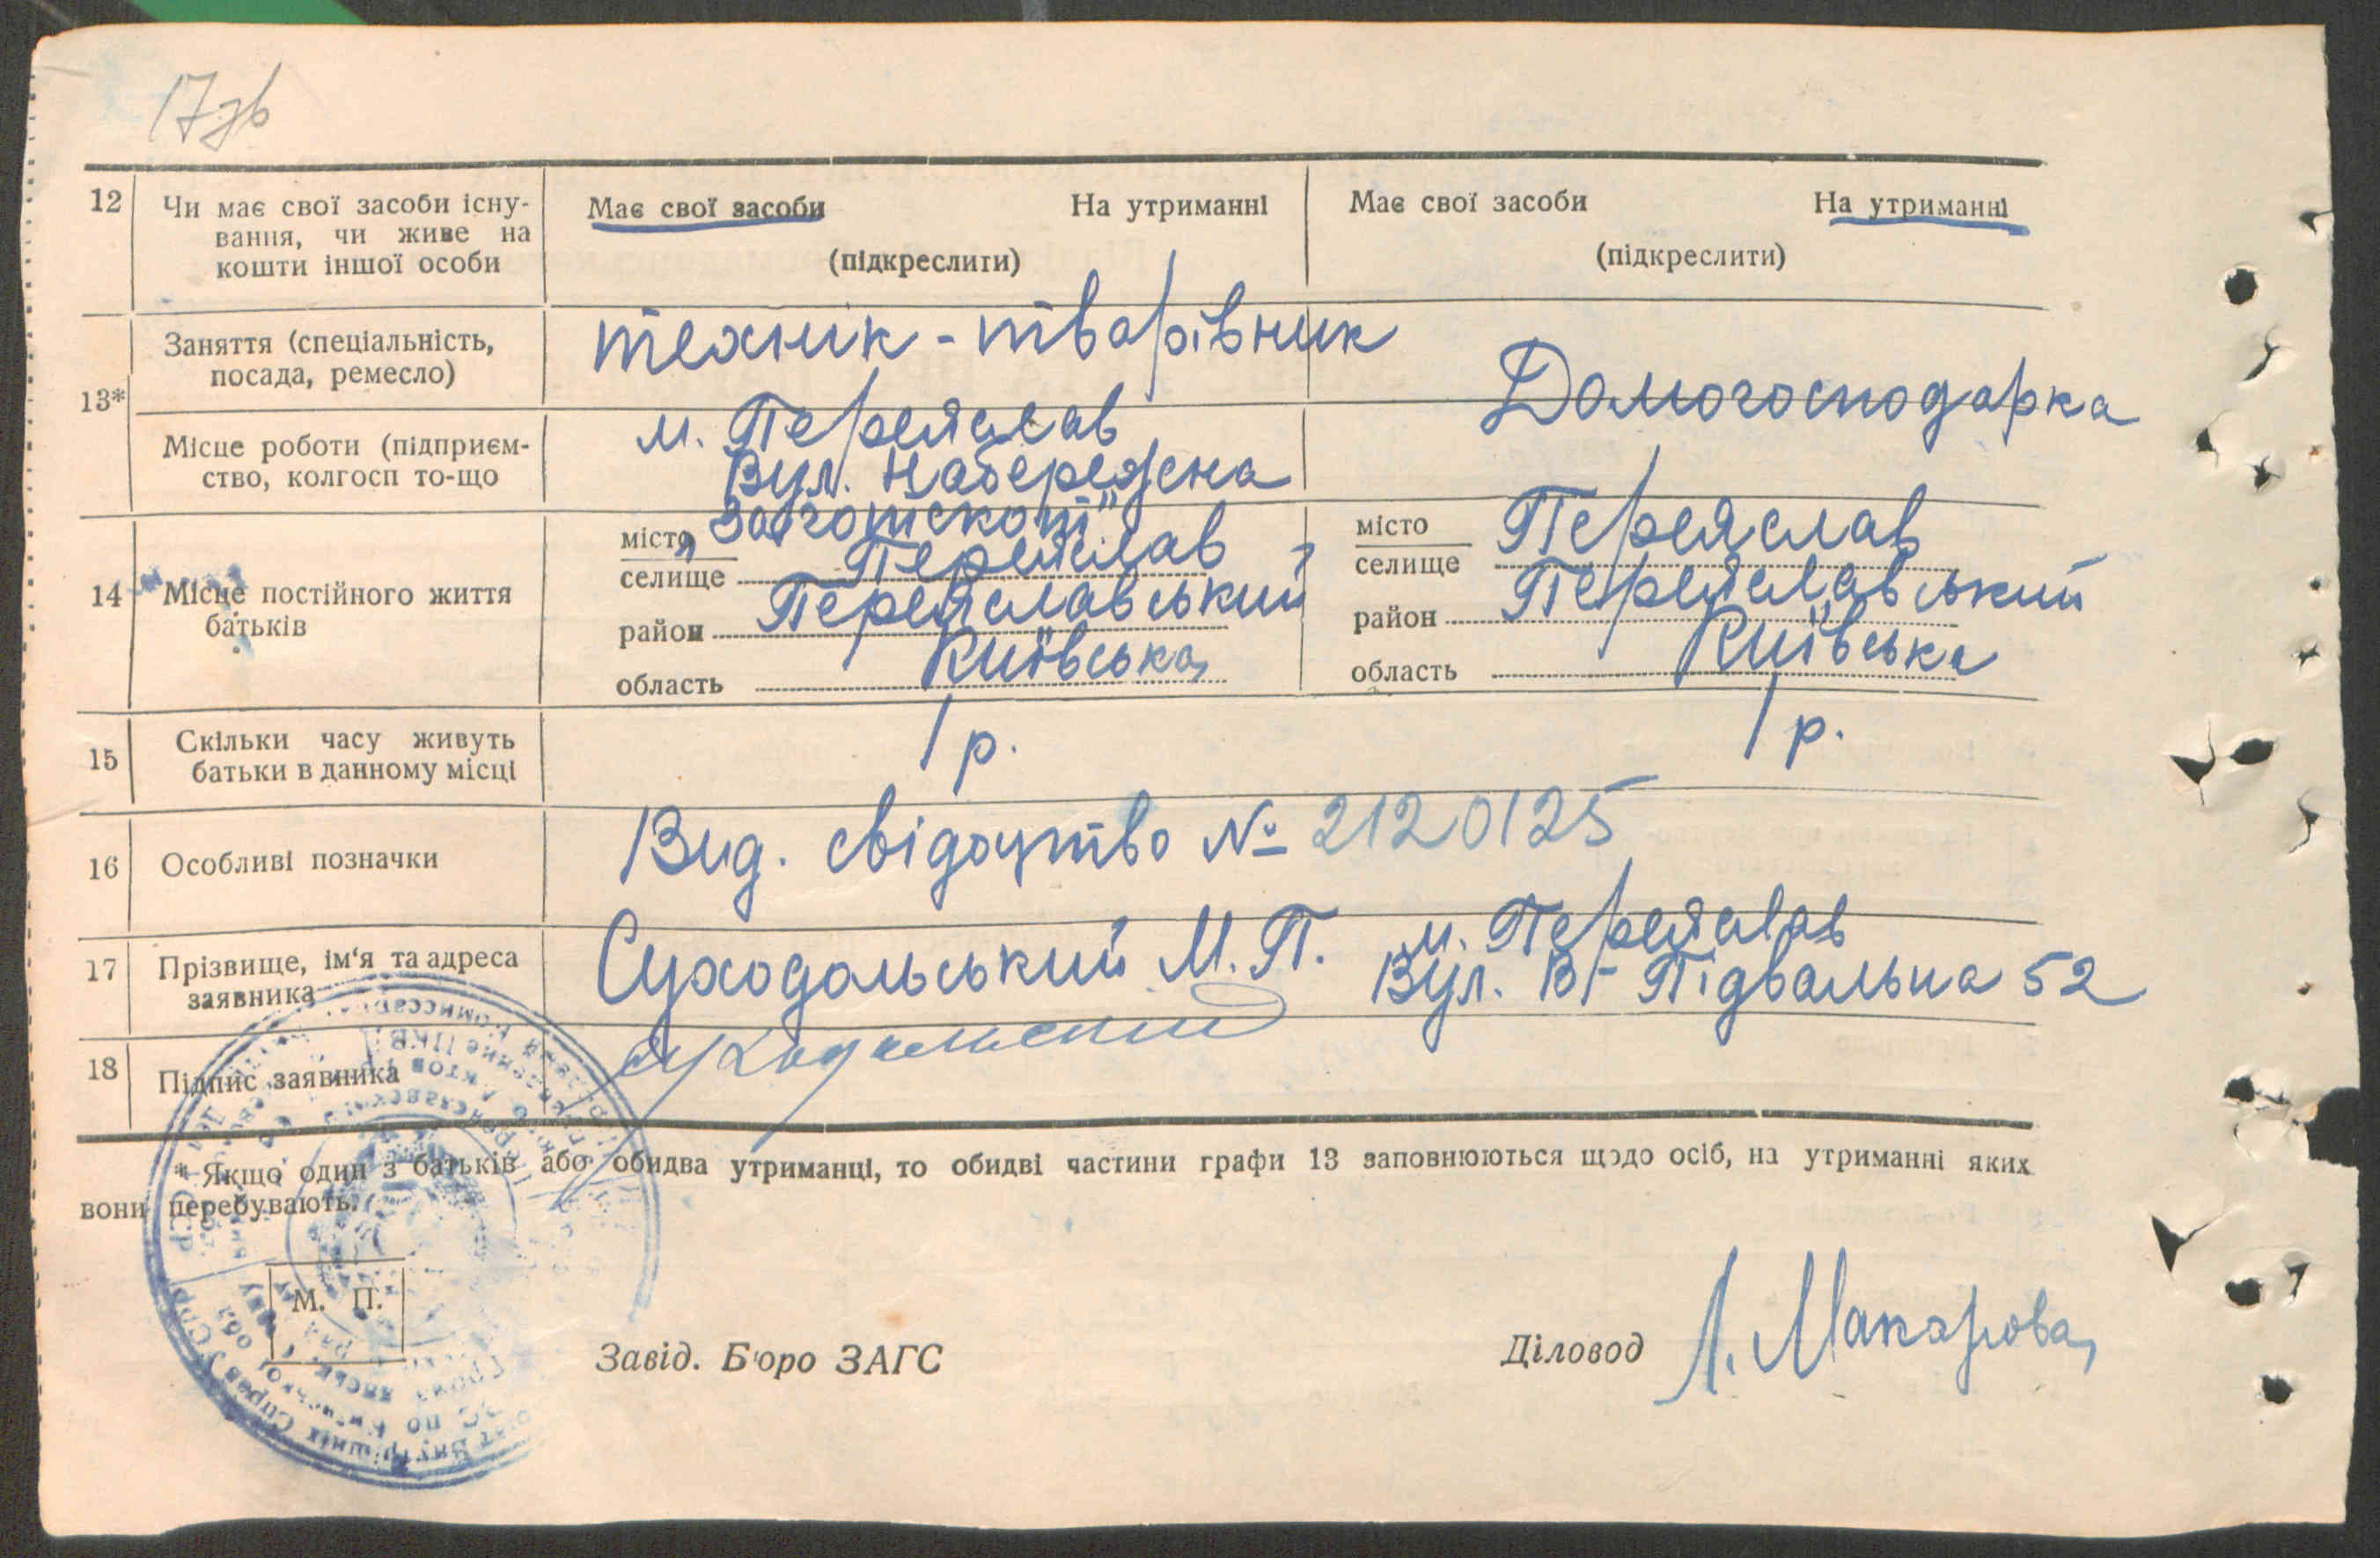 17зв
12 Чи має свої засоби існу- Має свої засоби На утриманні Має свої засоби На утриманні
вання, чи живе на
кошти іншої особи (підкреслити) (підкреслити)
13* Заняття (спеціальність, технік - тварівник Домогосподарка
посада, ремесло)
Місце роботи (підприєм- м. Переяслав
ство, колгосп то-що Вул. Набережна
„Заготскот"
14 Місце постійного життя місто Переяслав місто Переяслав
батьків селище селище
район Переяславський район Переяславський
область Київська область Київська
15 Скільки часу живуть 1 р. 1 р.
батьки в данному місці
16 Особливі позначки Вид. свідоцтво № 2120125
17 Прізвище, ім'я та адреса Суходольський М. П. м. Переяслав
заявника Вул. В Підвальна 52
18 Підпис заявника Суходольский
* Якщо один з батьків або обидва утриманці, то обидві частини графи 13 заповнюються щодо осіб, на утриманні яких
вони перебувають.
М. П.
Завід. Б'юро ЗАГС Діловод Л. Макарова